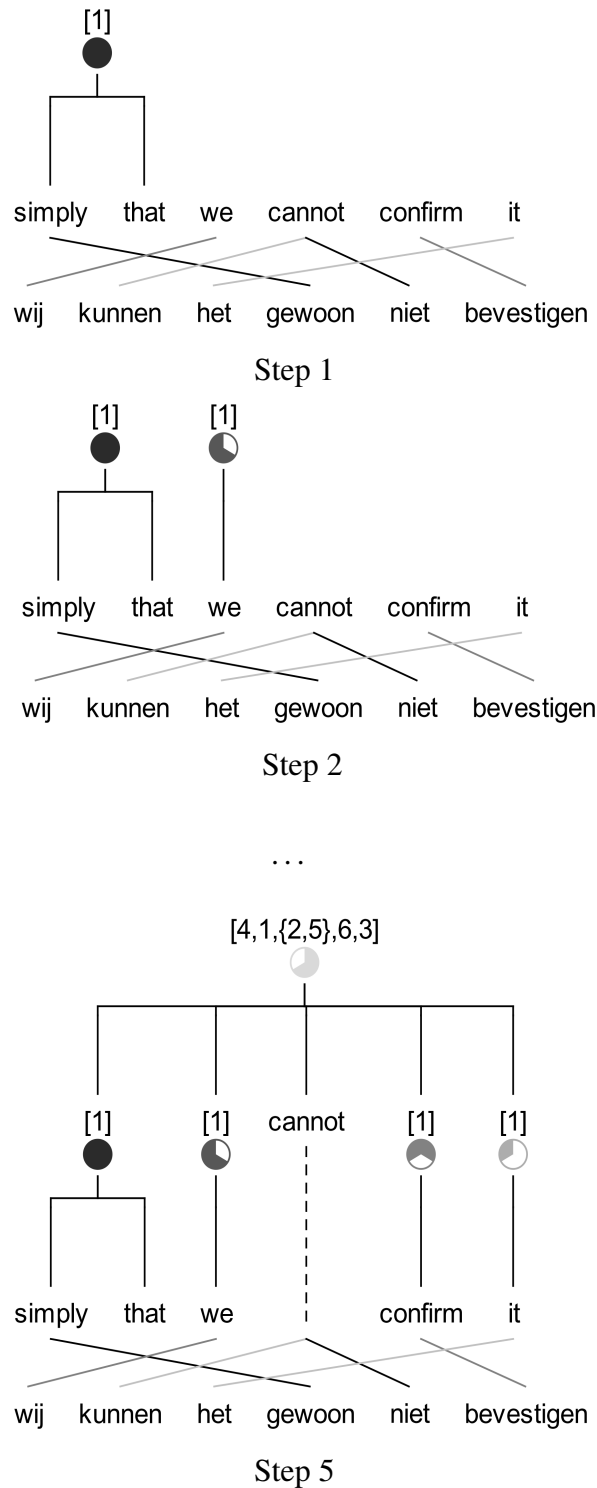 [1]
simply that we cannot confirm it
wij kunnen het gewoon niet bevestigen
Step 1
[1] [1]
simply that we cannot confirm it
wij kunnen het gewoon niet bevestigen
Step 2
...
[4,1,{2,5},6,3]
[1] [1] cannot [1] [1]
simply that we confirm it
wij kunnen het gewoon niet bevestigen
Step 5